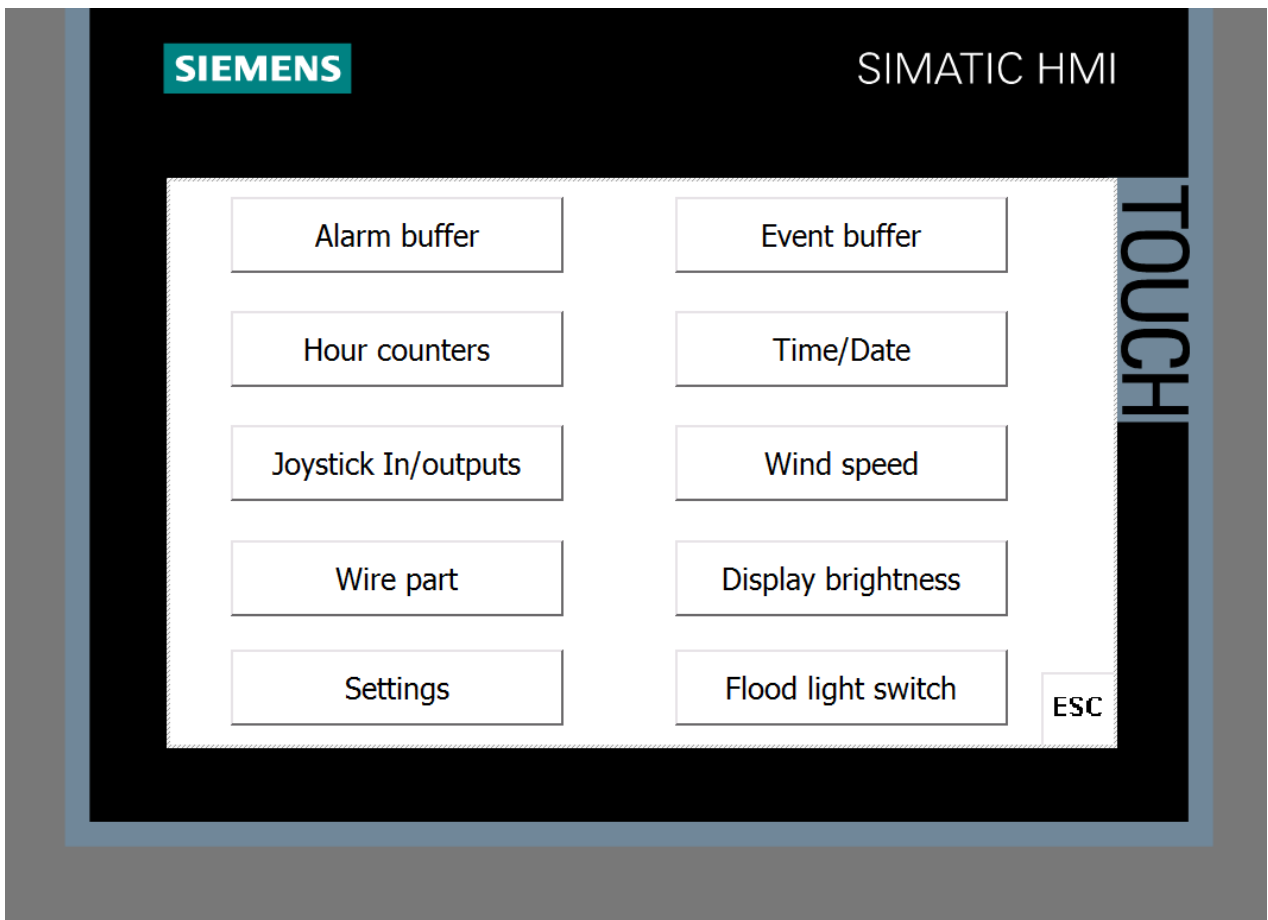 SIEMENS
SIMATIC HMI
TOUCH
Alarm buffer
Event buffer
Hour counters
Time/Date
Joystick In/outputs
Wind speed
Wire part
Display brightness
Settings
Flood light switch
ESC